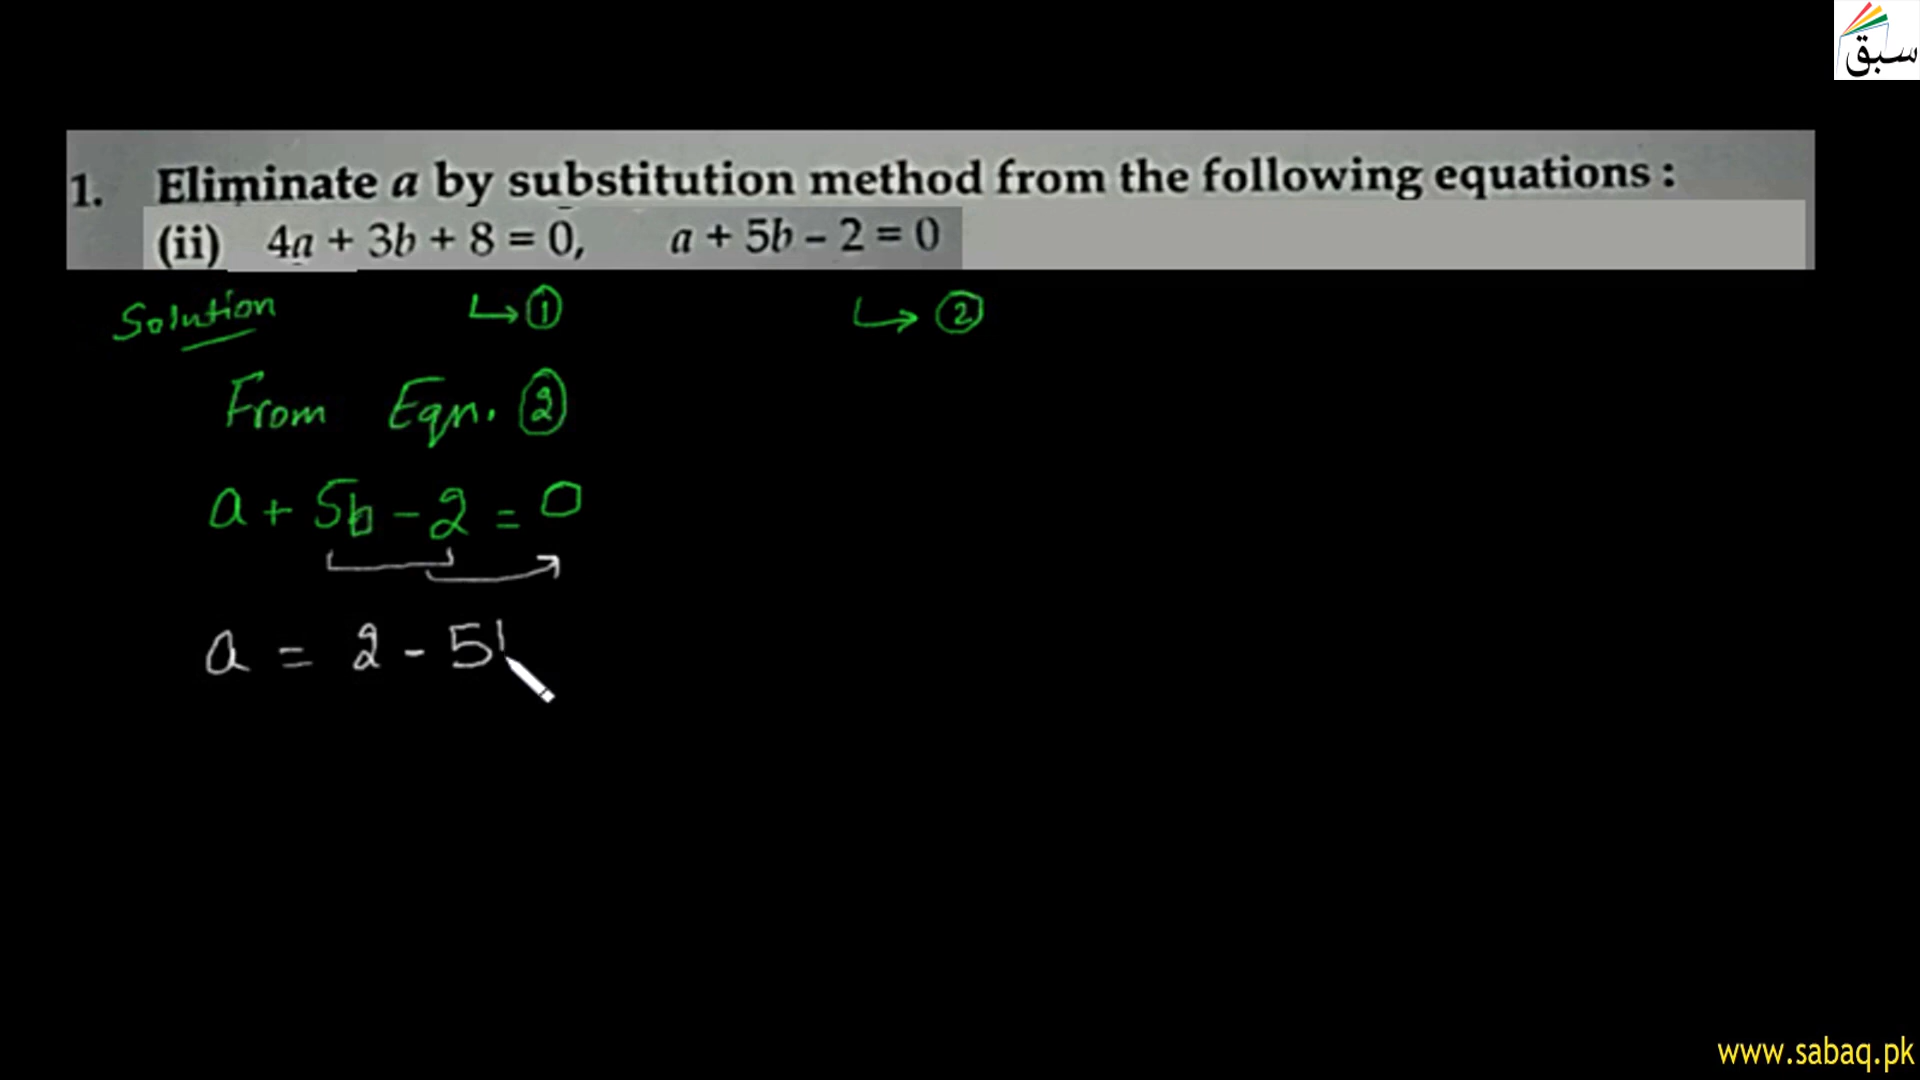 سبق
1. Eliminate a by substitution method from the following equations :
(ii) 4a + 3b + 8 = 0, a + 5b – 2 = 0
Solution ↳ ① ↳ ②
From Eqn. ②
a + 5b - 2 = 0
a = 2 - 5
www.sabaq.pk